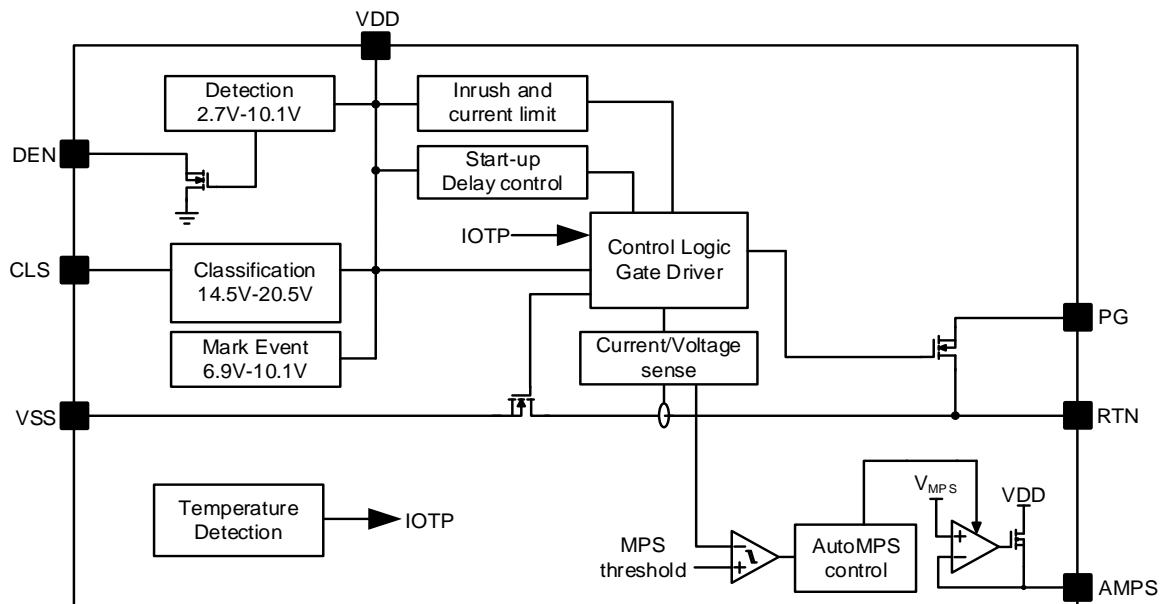 VDD
Detection
2.7V-10.1V
Inrush and
current limit
DEN
Start-up
Delay control
IOTP
Control Logic
Gate Driver
CLS
Classification
14.5V-20.5V
PG
Mark Event
6.9V-10.1V
Current/Voltage
sense
VSS
RTN
Temperature
Detection
IOTP
VMPS
VDD
MPS
threshold
AutoMPS
control
AMPS